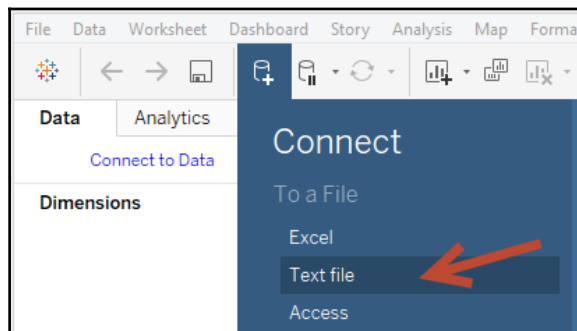 File Data Worksheet Dashboard Story Analysis Map Forma
Data Analytics
Connect to Data
Dimensions
Connect
To a File
Excel
Text file
Access